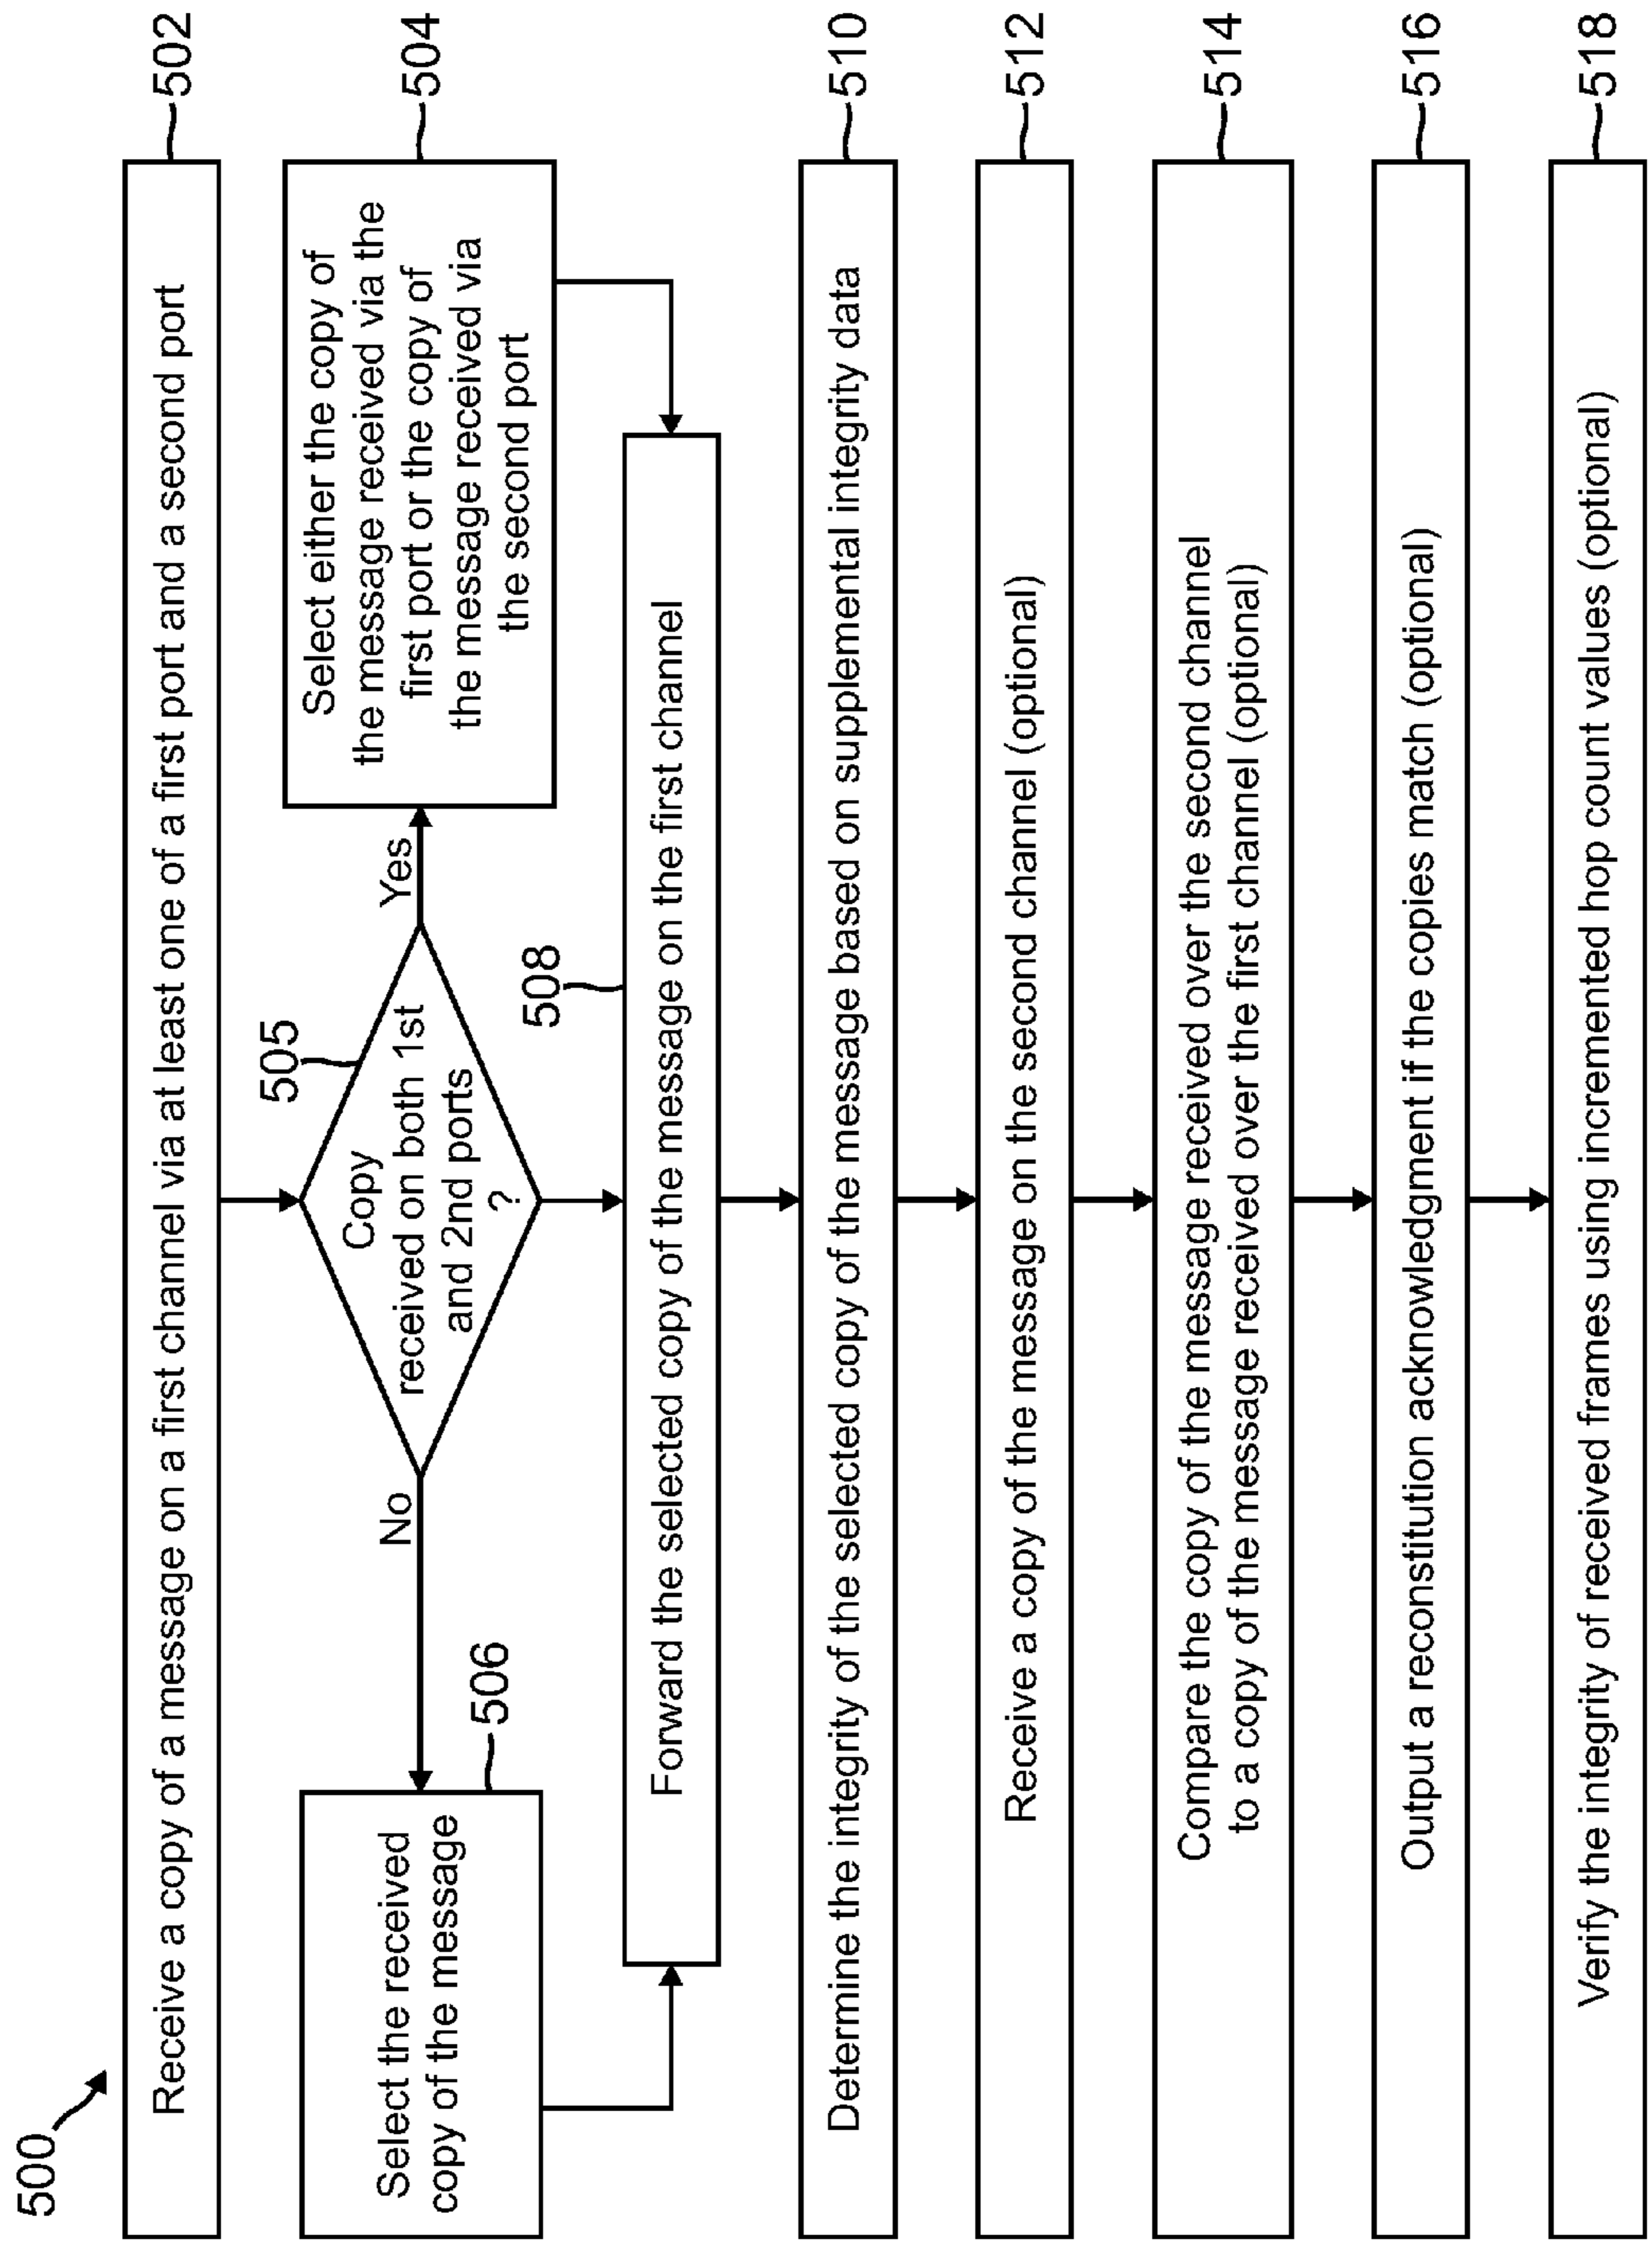 500
Receive a copy of a message on a first channel via at least one of a first port and a second port
502
505
Copy
received on both 1st
and 2nd ports
?
No
Yes
Select the received
copy of the message
506
Select either the copy of
the message received via the
first port or the copy of
the message received via
the second port
504
508
Forward the selected copy of the message on the first channel
Determine the integrity of the selected copy of the message based on supplemental integrity data
510
Receive a copy of the message on the second channel (optional)
512
Compare the copy of the message received over the second channel
to a copy of the message received over the first channel (optional)
514
Output a reconstitution acknowledgment if the copies match (optional)
516
Verify the integrity of received frames using incremented hop count values (optional)
518